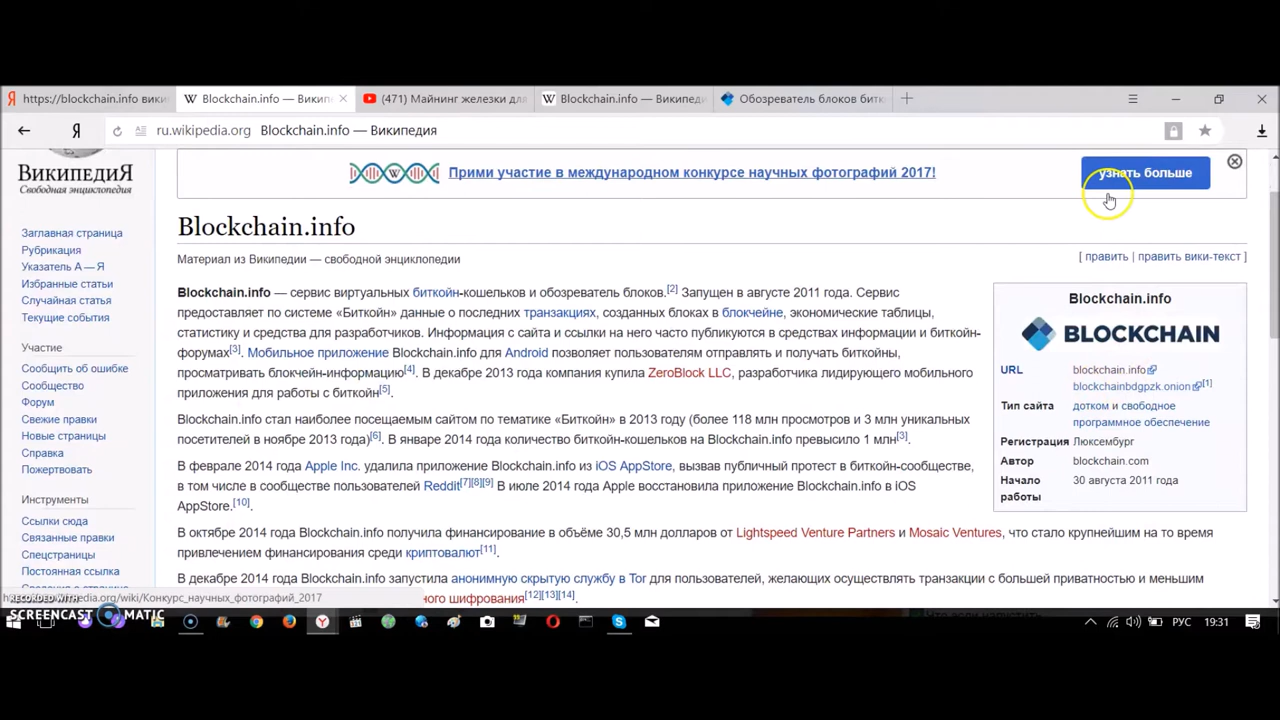 https://blockchain.info вики
Blockchain.info — Викип
(471) Майнинг железки для
Blockchain.info — Википеди
Обозреватель блоков битк
ru.wikipedia.org Blockchain.info — Википедия
ВИКИПЕДИЯ
Свободная энциклопедия
Заглавная страница
Рубрикация
Указатель А — Я
Избранные статьи
Случайная статья
Текущие события
Участие
Сообщить об ошибке
Сообщество
Форум
Свежие правки
Новые страницы
Справка
Пожертвовать
Инструменты
Ссылки сюда
Связанные правки
Спецстраницы
Постоянная ссылка
Прими участие в международном конкурсе научных фотографий 2017!
узнать больше
Blockchain.info
Материал из Википедии — свободной энциклопедии
[ править | править вики-текст ]
Blockchain.info — сервис виртуальных биткойн-кошельков и обозреватель блоков.[2] Запущен в августе 2011 года. Сервис
предоставляет по системе «Биткойн» данные о последних транзакциях, созданных блоках в блокчейне, экономические таблицы,
статистику и средства для разработчиков. Информация с сайта и ссылки на него часто публикуются в средствах информации и биткойн-
форумах[3]. Мобильное приложение Blockchain.info для Android позволяет пользователям отправлять и получать биткойны,
просматривать блокчейн-информацию[4]. В декабре 2013 года компания купила ZeroBlock LLC, разработчика лидирующего мобильного
приложения для работы с биткойн[5].
Blockchain.info стал наиболее посещаемым сайтом по тематике «Биткойн» в 2013 году (более 118 млн просмотров и 3 млн уникальных
посетителей в ноябре 2013 года)[6]. В январе 2014 года количество биткойн-кошельков на Blockchain.info превысило 1 млн[3].
В феврале 2014 года Apple Inc. удалила приложение Blockchain.info из iOS AppStore, вызвав публичный протест в биткойн-сообществе,
в том числе в сообществе пользователей Reddit[7][8][9] В июле 2014 года Apple восстановила приложение Blockchain.info в iOS
AppStore.[10]
В октябре 2014 года Blockchain.info получила финансирование в объёме 30,5 млн долларов от Lightspeed Venture Partners и Mosaic Ventures, что стало крупнейшим на то время
привлечением финансирования среди криптовалют[11].
В декабре 2014 года Blockchain.info запустила анонимную скрытую службу в Tor для пользователей, желающих осуществлять транзакции с большей приватностью и меньшим
ного шифрования[12][13][14]
Blockchain.info
BLOCKCHAIN
URL blockchain.info
blockchainbdgpzk.onion[1]
Тип сайта дотком и свободное
программное обеспечение
Регистрация Люксембург
Автор blockchain.com
Начало работы 30 августа 2011 года
pedia.org/wiki/Конкурс_научных_фотографий_2017
RECORDED WITH
SCREENCAST MATIC
РУС
19:31